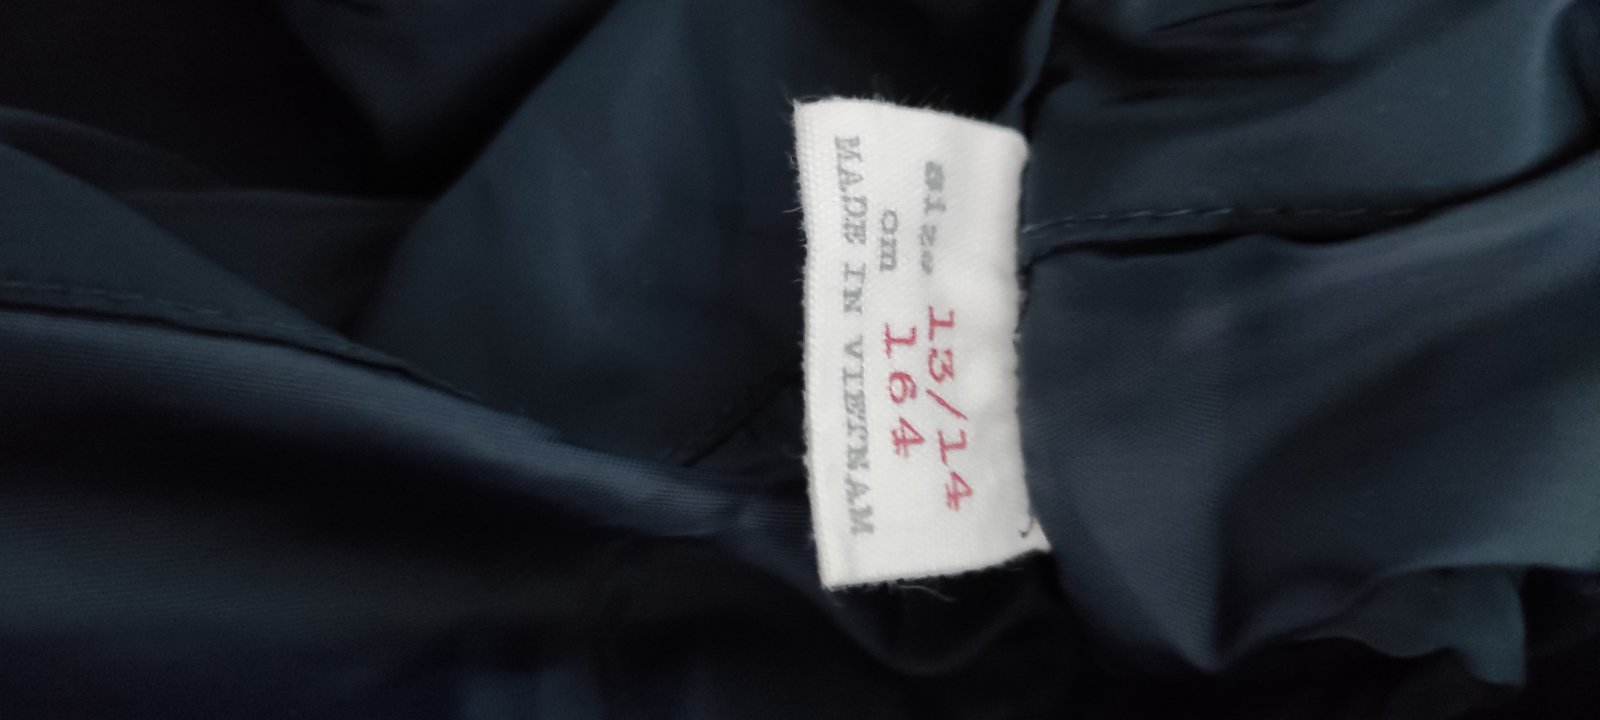 Size 13/14
cm 164
MADE IN VIETNAM